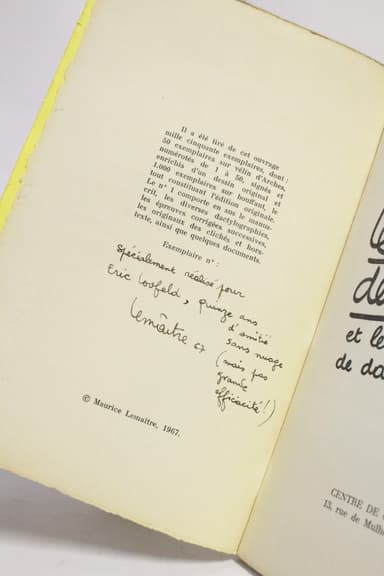 Il a été tiré de cet ouvrage
mille cinquante exemplaires, dont :
50 exemplaires sur vélin d'Arches,
numérotés de 1 à 50, signés et
enrichis d'un dessin original et
1.000 exemplaires sur bouffant, le
tout constituant l'édition originale.
Le n° 1 comporte en sus le manus-
crit, les diverses dactylographies,
les épreuves corrigées successives,
les originaux des clichés et hors-
texte, ainsi que quelques documents.
Exemplaire n° :
spécialement réalisé pour
Eric Losfeld, quinze ans
d'amitié
sans nuage
(mais pas
grande
efficacité !)
Lemaître 67
© Maurice Lemaitre, 1967.
et le
de da
CENTRE DE
13, rue de Mulh